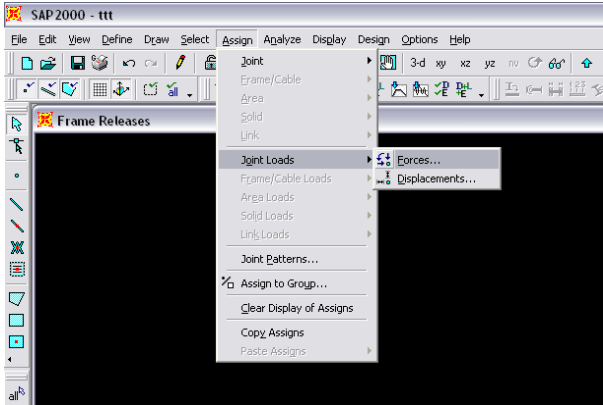 SAP2000 - ttt
File Edit View Define Draw Select Assign Analyze Display Design Options Help
3-d xy xz yz nv
Frame Releases
Joint
Frame/Cable
Area
Solid
Link
Joint Loads
Forces...
Frame/Cable Loads
Displacements...
Area Loads
Solid Loads
Link Loads
Joint Patterns...
Assign to Group...
Clear Display of Assigns
Copy Assigns
Paste Assigns
all